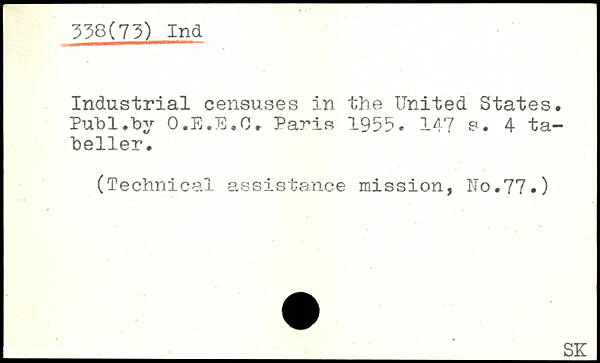 338(73) Ind
Industrial censuses in the United States.
Publ.by O.E.E.C. Paris 1955. 147 s. 4 ta-
beller.
(Technical assistance mission, No.77.)
SK